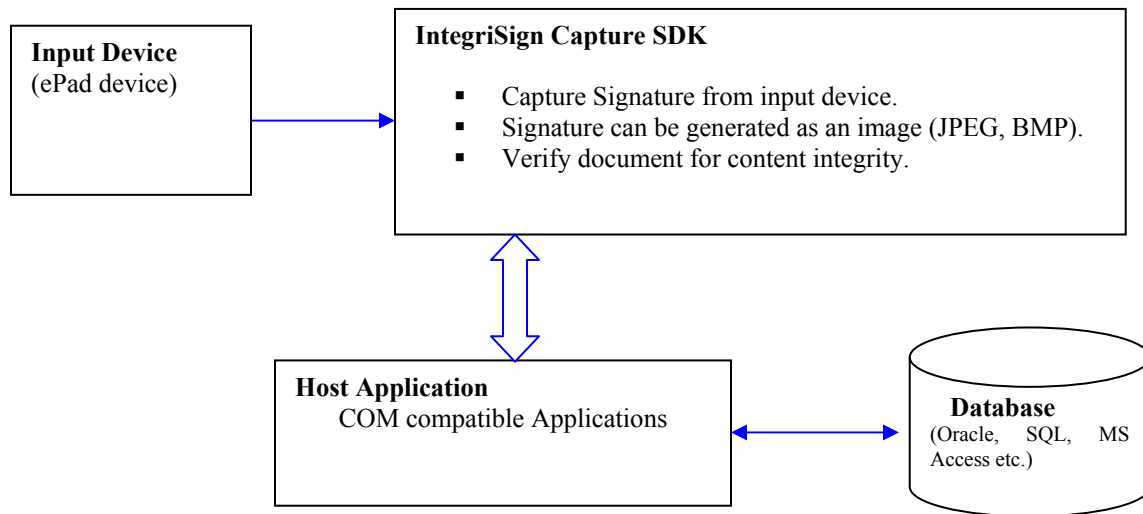 Input Device
(ePad device)
IntegriSign Capture SDK
▪ Capture Signature from input device.
▪ Signature can be generated as an image (JPEG, BMP).
▪ Verify document for content integrity.
Host Application
COM compatible Applications
Database
(Oracle, SQL, MS
Access etc.)